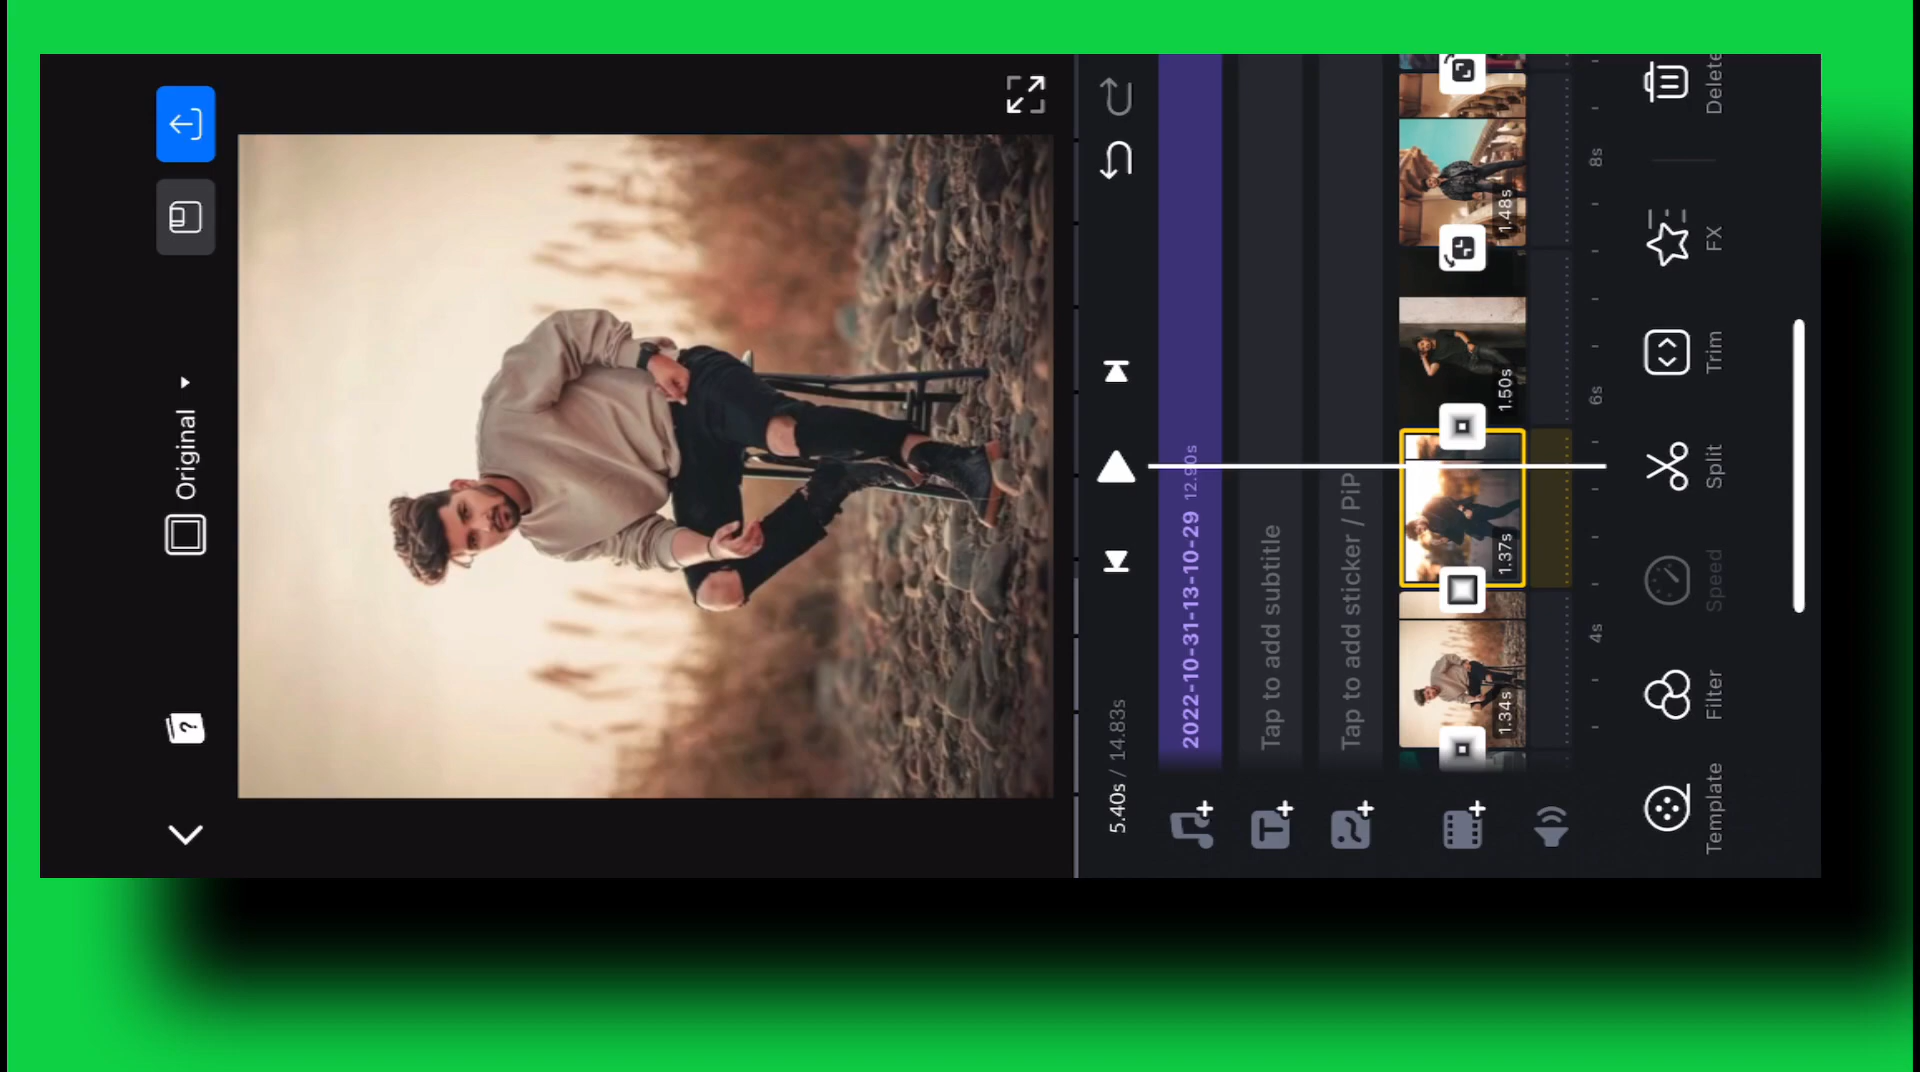 Original
5.40s / 14.83s
2022-10-31-13-10-29 12.90s
Tap to add subtitle
Tap to add sticker / PiP
1.34s
1.37s
1.50s
1.48s
4s
6s
8s
Template
Filter
Speed
Split
Trim
FX
Delete
?
T